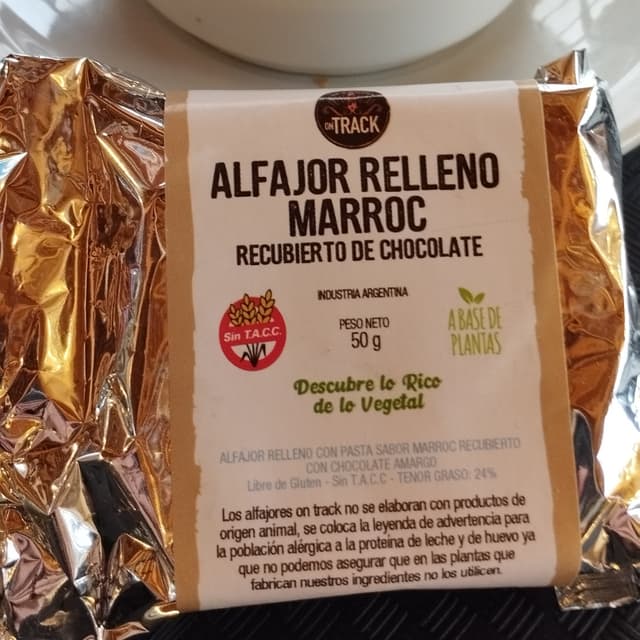 ON TRACK
ALFAJOR RELLENO
MARROC
RECUBIERTO DE CHOCOLATE
INDUSTRIA ARGENTINA
Sin T.A.C.C.
PESO NETO
50 g
A BASE DE
PLANTAS
Descubre lo Rico
de lo Vegetal
ALFAJOR RELLENO CON PASTA SABOR MARROC RECUBIERTO
CON CHOCOLATE AMARGO
Libre de Gluten - Sin T.A.C.C - TENOR GRASO: 24%
Los alfajores on track no se elaboran con productos de
origen animal, se coloca la leyenda de advertencia para
la población alérgica a la proteina de leche y de huevo ya
que no podemos asegurar que en las plantas que
fabrican nuestros ingredientes no los utilicen.